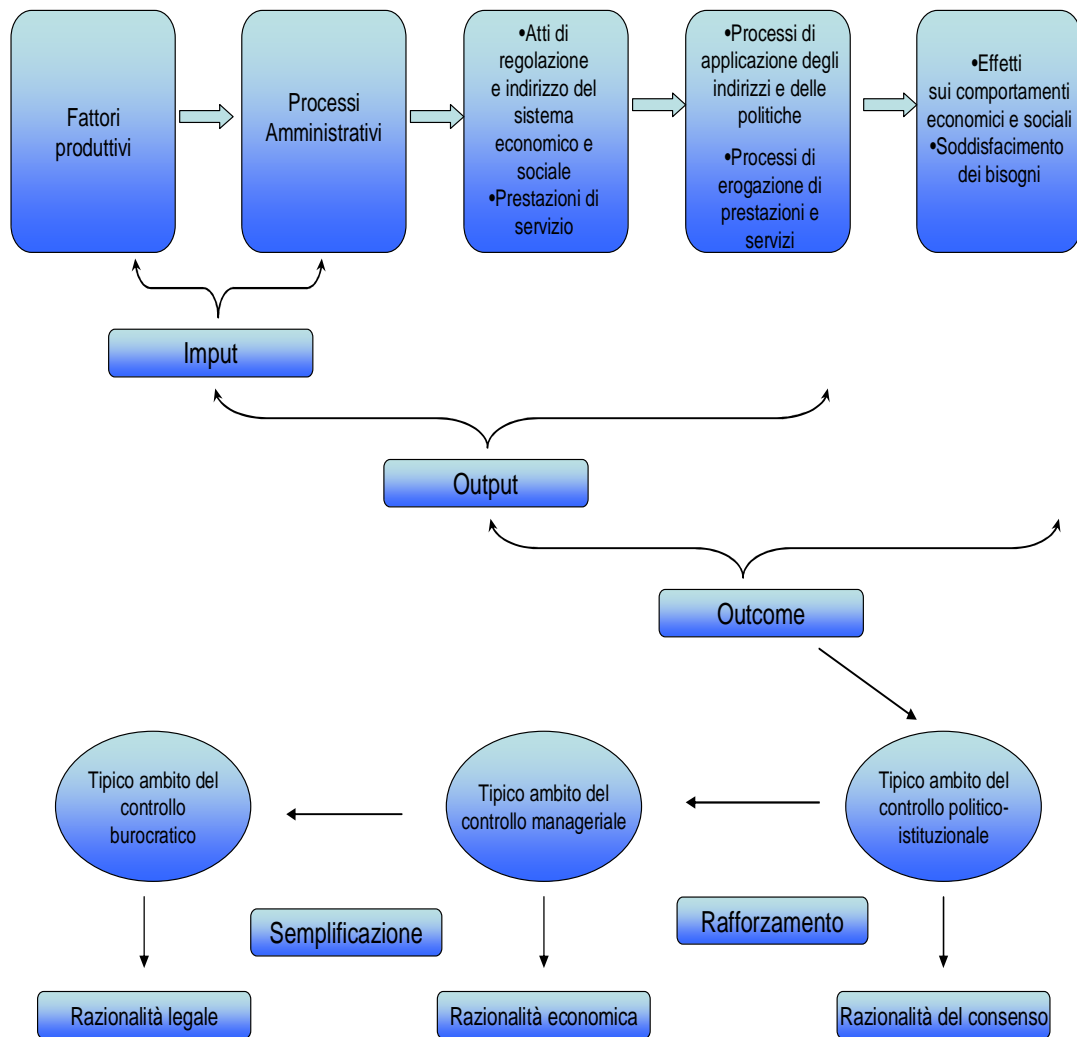 Fattori
produttivi
Processi
Amministrativi
•Atti di
regolazione
e indirizzo del
sistema
economico e
sociale
•Prestazioni di
servizio
•Processi di
applicazione degli
indirizzi e delle
politiche
•Processi di
erogazione di
prestazioni e
servizi
•Effetti
sui comportamenti
economici e sociali
•Soddisfacimento
dei bisogni
Imput
Output
Outcome
Tipico ambito del
controllo
burocratico
Tipico ambito del
controllo manageriale
Tipico ambito del
controllo politico-
istituzionale
Semplificazione
Rafforzamento
Razionalità legale
Razionalità economica
Razionalità del consenso